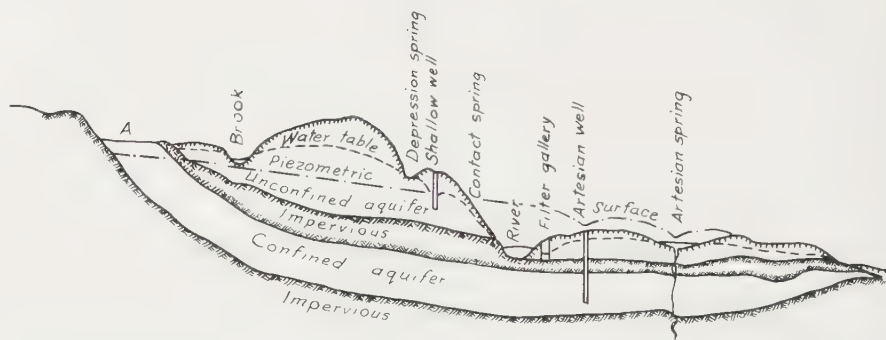 A
Brook
Water table
Piezometric
Unconfined aquifer
Impervious
Confined aquifer
Impervious
Depression spring
Shallow well
Contact spring
River
Filter gallery
Artesian well
Surface
Artesian spring